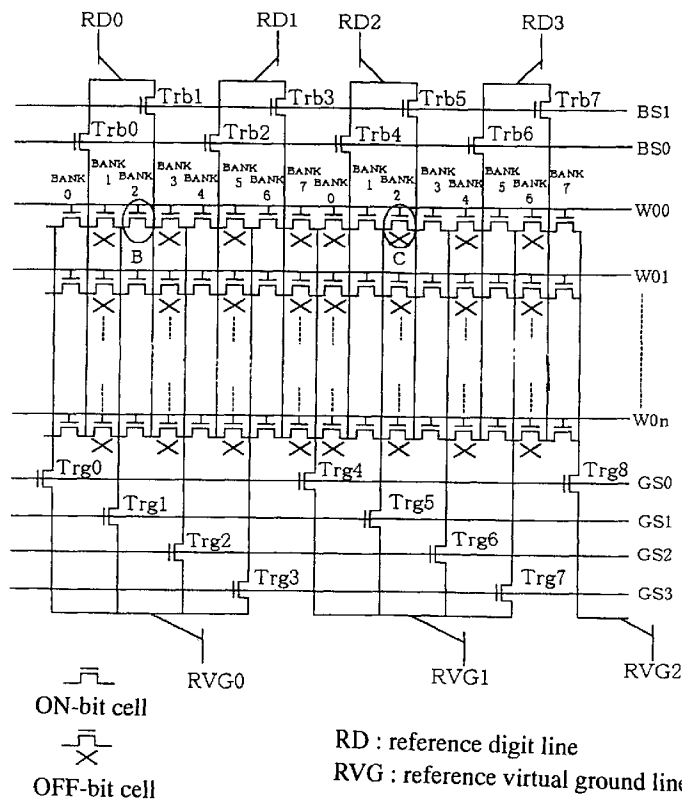 RD0 RD1 RD2 RD3
Trb1 Trb3 Trb5 Trb7 BS1
Trb0 Trb2 Trb4 Trb6 BS0
BANK 0 BANK 1 BANK 2 BANK 3 BANK 4 BANK 5 BANK 6 BANK 7 BANK 0 BANK 1 BANK 2 BANK 3 BANK 4 BANK 5 BANK 6 BANK 7
W00
B C
W01
W0n
Trg0 Trg4 Trg8 GS0
Trg1 Trg5 GS1
Trg2 Trg6 GS2
Trg3 Trg7 GS3
RVG0 RVG1 RVG2
ON-bit cell
OFF-bit cell
RD : reference digit line
RVG : reference virtual ground line